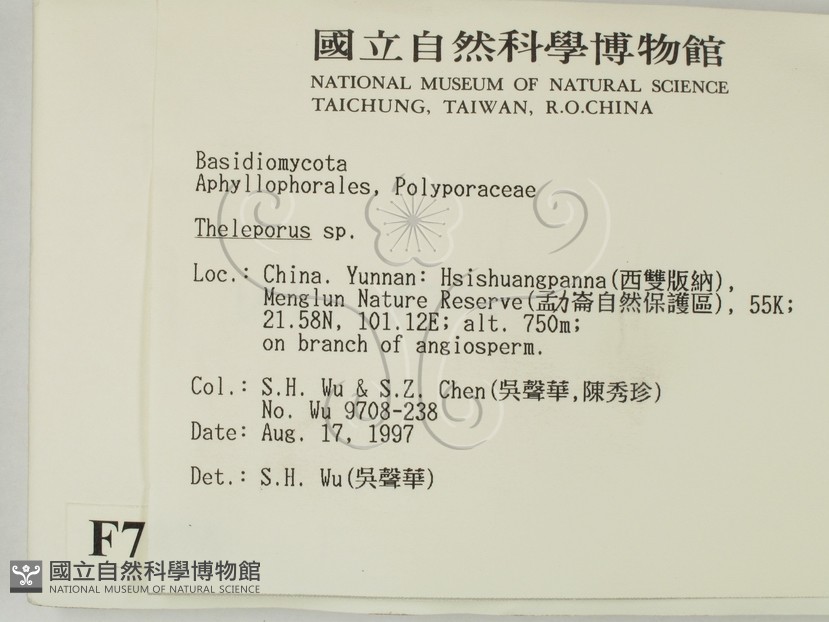 國立自然科學博物館
NATIONAL MUSEUM OF NATURAL SCIENCE
TAICHUNG, TAIWAN, R.O.CHINA
Basidiomycota
Aphyllophorales, Polyporaceae
Theleporus sp.
Loc.: China. Yunnan: Hsishuangpanna(西雙版納),
Menglun Nature Reserve(孟力崙自然保護區), 55K;
21.58N, 101.12E; alt. 750m;
on branch of angiosperm.
Col.: S.H. Wu & S.Z. Chen(吳聲華,陳秀珍)
No. Wu 9708-238
Date: Aug. 17, 1997
Det.: S.H. Wu(吳聲華)
F7
國立自然科學博物館
NATIONAL MUSEUM OF NATURAL SCIENCE